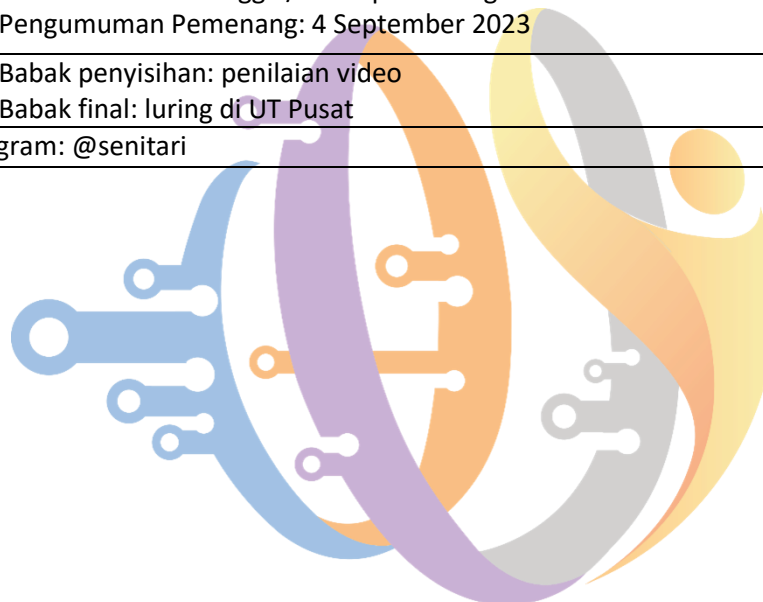 Pengumuman Pemenang: 4 September 2023
Babak penyisihan: penilaian video
Babak final: luring di UT Pusat
gram: @senitari